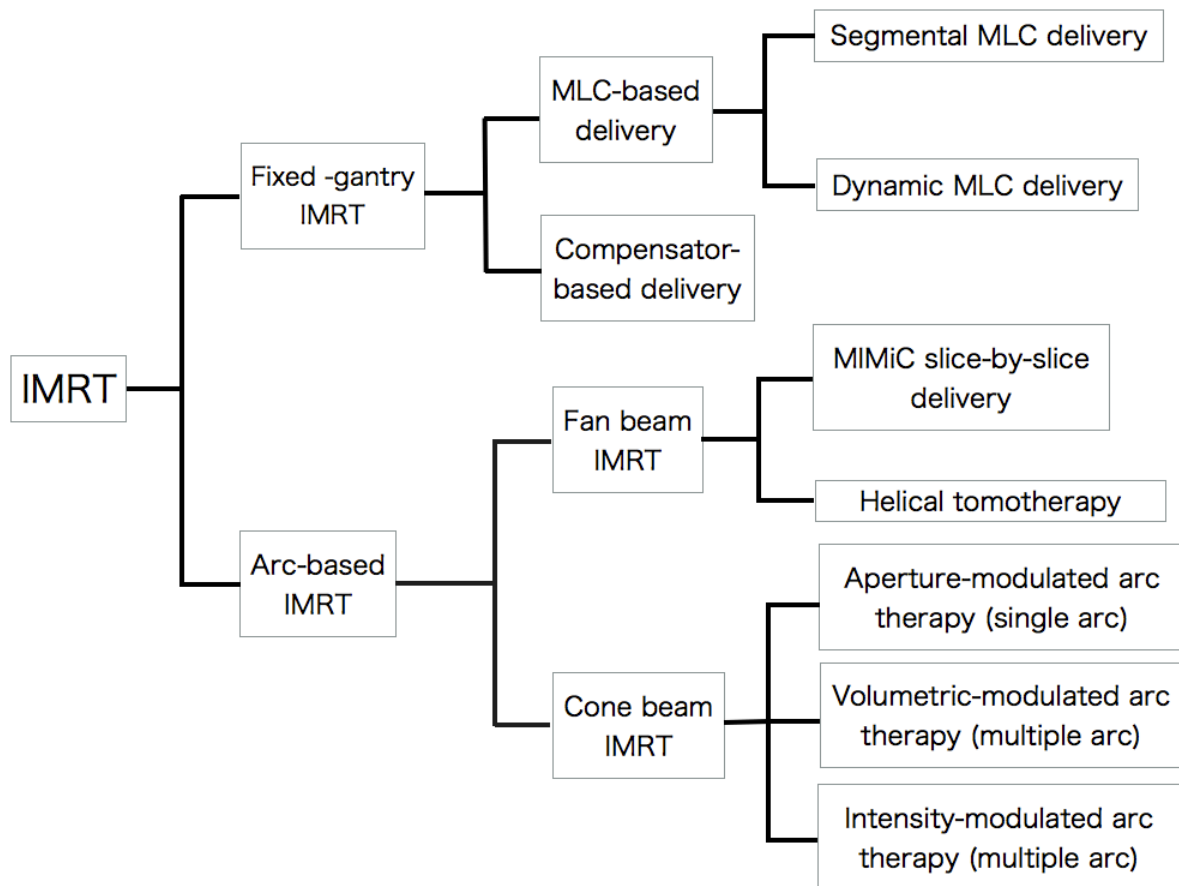 Segmental MLC delivery
MLC-based
delivery
Dynamic MLC delivery
Fixed -gantry
IMRT
Compensator-
based delivery
IMRT
MIMiC slice-by-slice
delivery
Fan beam
IMRT
Helical tomotherapy
Arc-based
IMRT
Aperture-modulated arc
therapy (single arc)
Cone beam
IMRT
Volumetric-modulated arc
therapy (multiple arc)
Intensity-modulated arc
therapy (multiple arc)